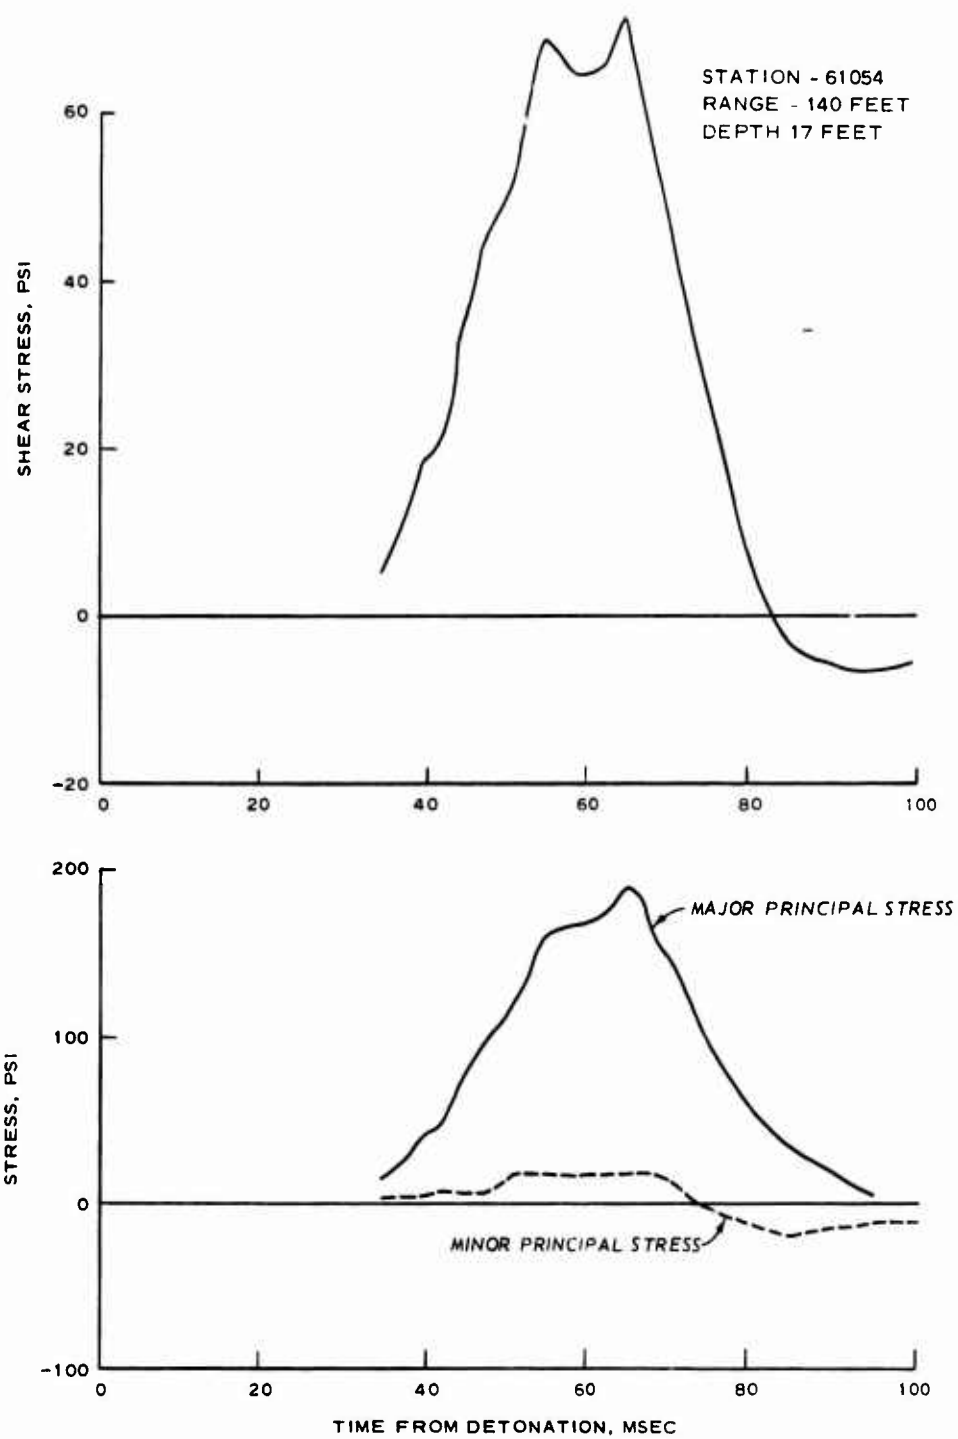 STATION - 61054
RANGE - 140 FEET
DEPTH 17 FEET
60
40
20
0
-20
SHEAR STRESS, PSI
0 20 40 60 80 100
200
100
0
-100
STRESS, PSI
MAJOR PRINCIPAL STRESS
MINOR PRINCIPAL STRESS
0 20 40 60 80 100
TIME FROM DETONATION, MSEC